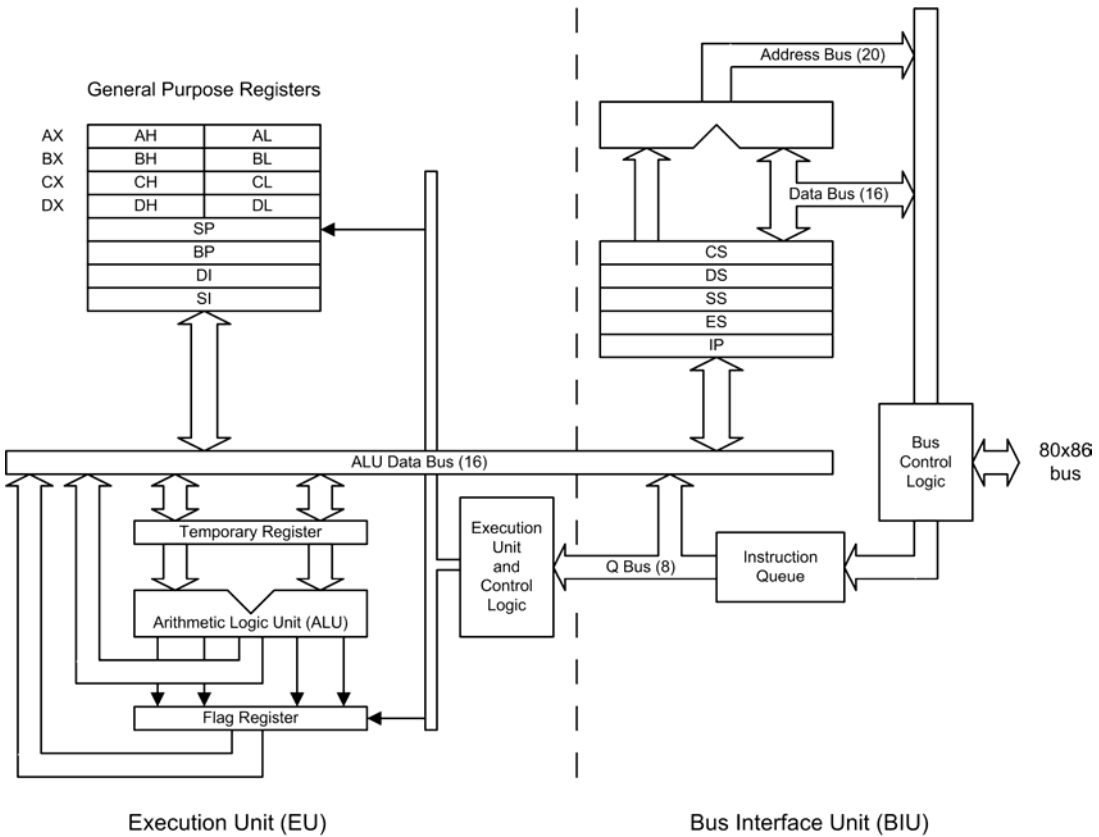 General Purpose Registers
AX AH AL
BX BH BL
CX CH CL
DX DH DL
SP
BP
DI
SI
Address Bus (20)
Data Bus (16)
CS
DS
SS
ES
IP
ALU Data Bus (16)
Bus
Control
Logic
80x86
bus
Temporary Register
Arithmetic Logic Unit (ALU)
Flag Register
Execution
Unit
and
Control
Logic
Q Bus (8)
Instruction
Queue
Execution Unit (EU)
Bus Interface Unit (BIU)